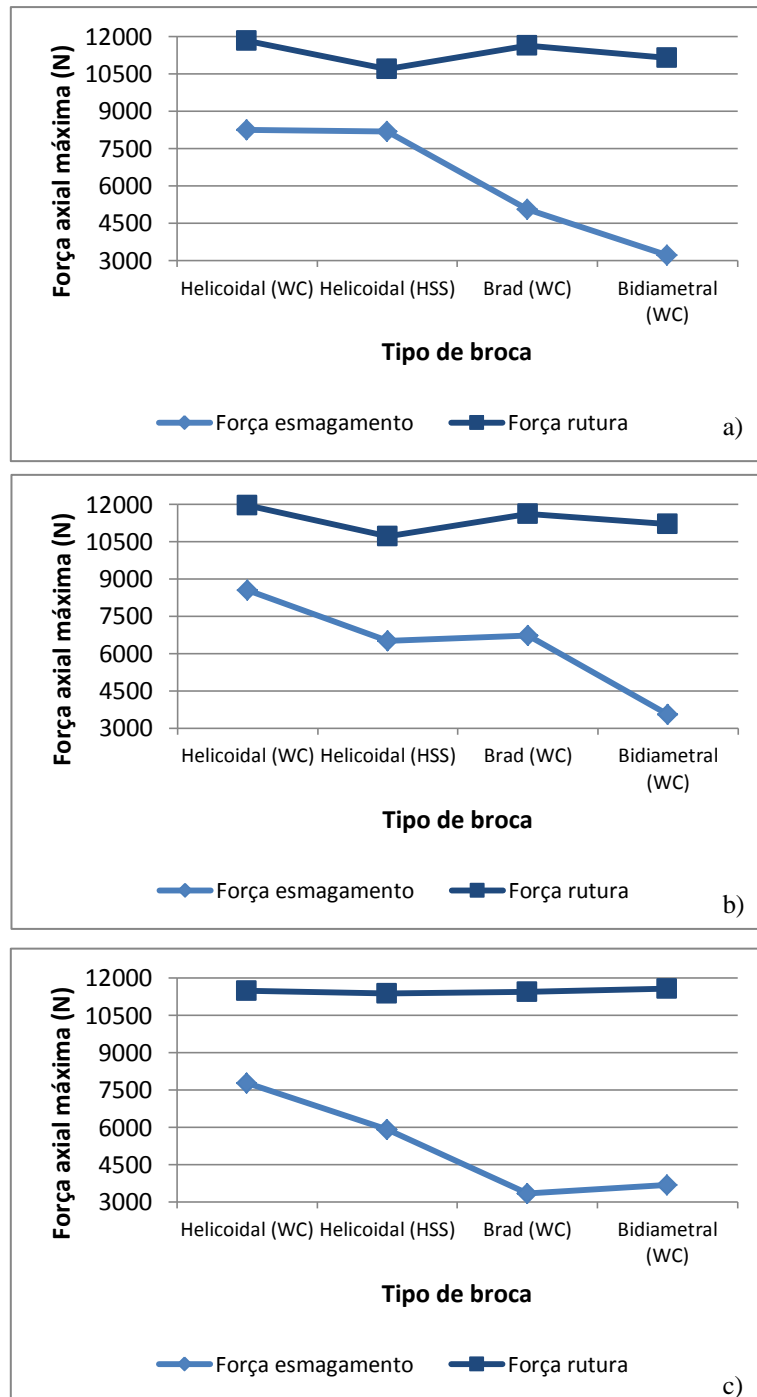 Força axial máxima (N)
12000
10500
9000
7500
6000
4500
3000
Helicoidal (WC) Helicoidal (HSS) Brad (WC) Bidiametral
(WC)
Tipo de broca
Força esmagamento Força rutura
a)
Força axial máxima (N)
12000
10500
9000
7500
6000
4500
3000
Helicoidal (WC) Helicoidal (HSS) Brad (WC) Bidiametral
(WC)
Tipo de broca
Força esmagamento Força rutura
b)
Força axial máxima (N)
12000
10500
9000
7500
6000
4500
3000
Helicoidal (WC) Helicoidal (HSS) Brad (WC) Bidiametral
(WC)
Tipo de broca
Força esmagamento Força rutura
c)